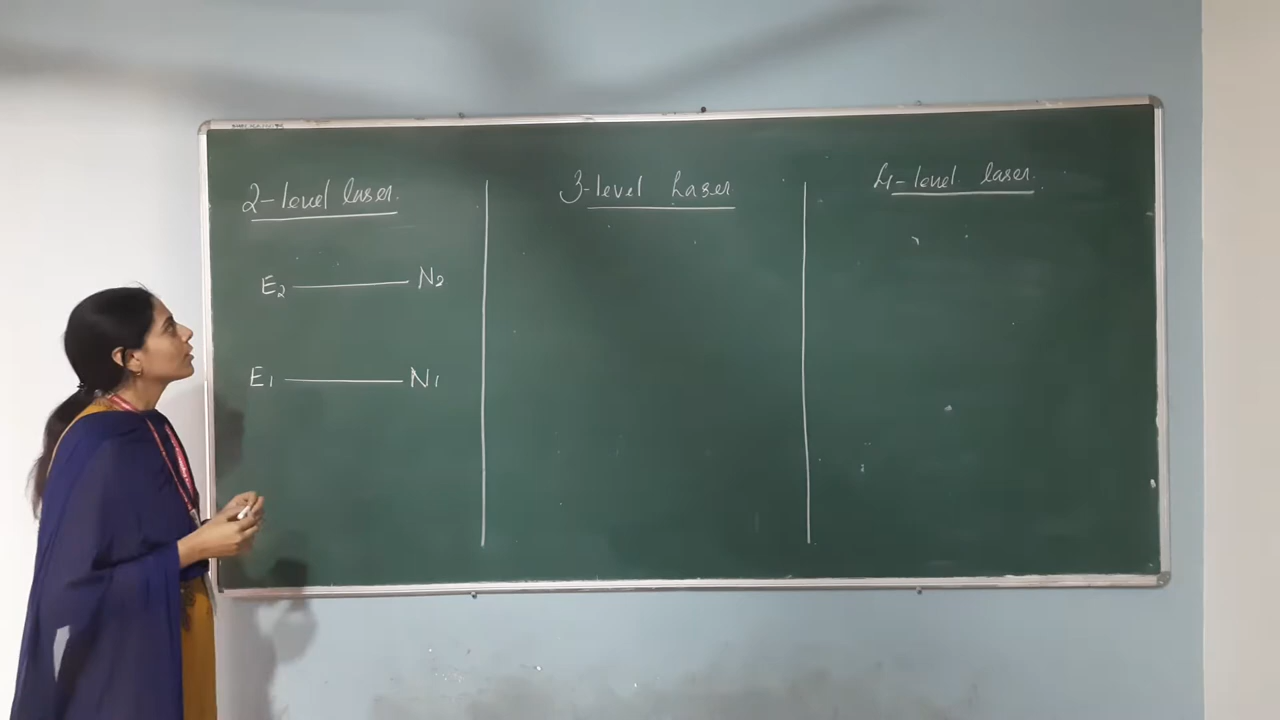 2-level laser.
E2 N2
E1 N1
3-level Laser
4-level laser.